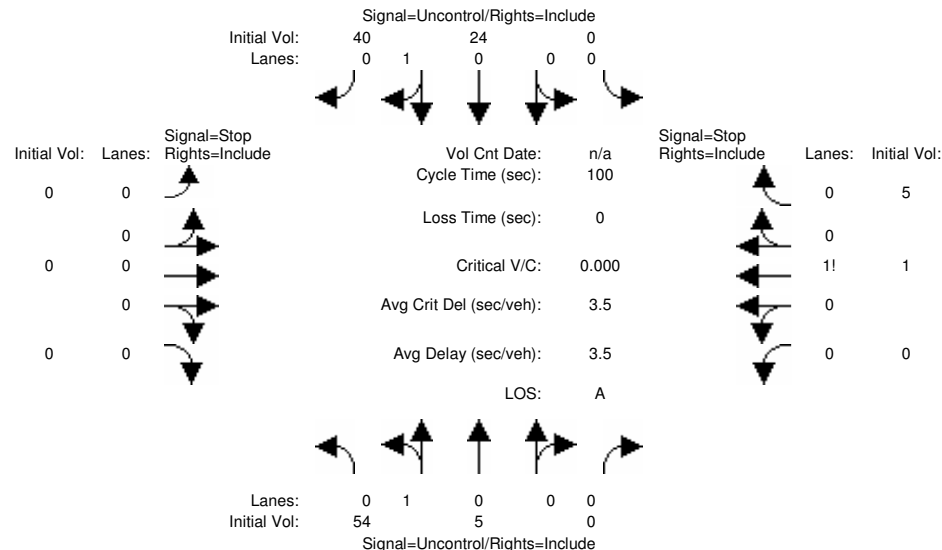 Signal=Uncontrol/Rights=Include
Initial Vol: 40 24 0
Lanes: 0 1 0 0 0
Signal=Stop Signal=Stop
Initial Vol: Lanes: Rights=Include Vol Cnt Date: n/a Rights=Include Lanes: Initial Vol:
Cycle Time (sec): 100
0 0 0 5
Loss Time (sec): 0
0 0
0 0 Critical V/C: 0.000 1! 1
0 Avg Crit Del (sec/veh): 3.5 0
0 0 Avg Delay (sec/veh): 3.5 0 0
LOS: A
Lanes: 0 1 0 0 0
Initial Vol: 54 5 0
Signal=Uncontrol/Rights=Include